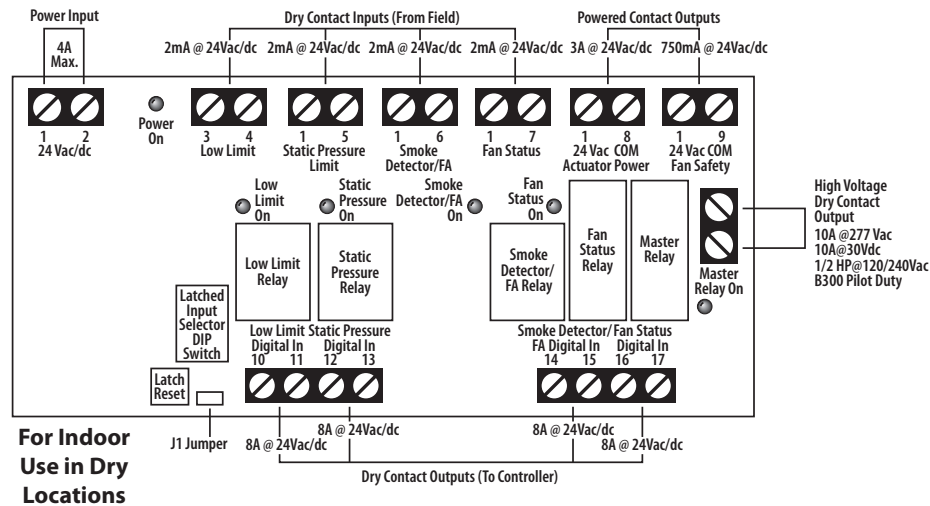 Power Input
Dry Contact Inputs (From Field)
Powered Contact Outputs
4A
Max.
2mA @ 24Vac/dc
2mA @ 24Vac/dc
2mA @ 24Vac/dc
2mA @ 24Vac/dc
3A @ 24Vac/dc
750mA @ 24Vac/dc
1 2
24 Vac/dc
Power
On
3 4
Low Limit
1 5
Static Pressure
Limit
1 6
Smoke
Detector/FA
1 7
Fan Status
1 8
24 Vac COM
Actuator Power
1 9
24 Vac COM
Fan Safety
Low
Limit
On
Static
Pressure
On
Smoke
Detector/FA
On
Fan
Status
On
Low Limit
Relay
Static
Pressure
Relay
Smoke
Detector/
FA Relay
Fan
Status
Relay
Master
Relay
Master
Relay On
High Voltage
Dry Contact
Output
10A @277 Vac
10A@30Vdc
1/2 HP@120/240Vac
B300 Pilot Duty
Latched
Input
Selector
DIP
Switch
Latch
Reset
J1 Jumper
Low Limit
Digital In
10 11
Static Pressure
Digital In
12 13
Smoke Detector/
FA Digital In
14 15
Fan Status
Digital In
16 17
8A @ 24Vac/dc
8A @ 24Vac/dc
8A @ 24Vac/dc
8A @ 24Vac/dc
Dry Contact Outputs (To Controller)
For Indoor
Use in Dry
Locations